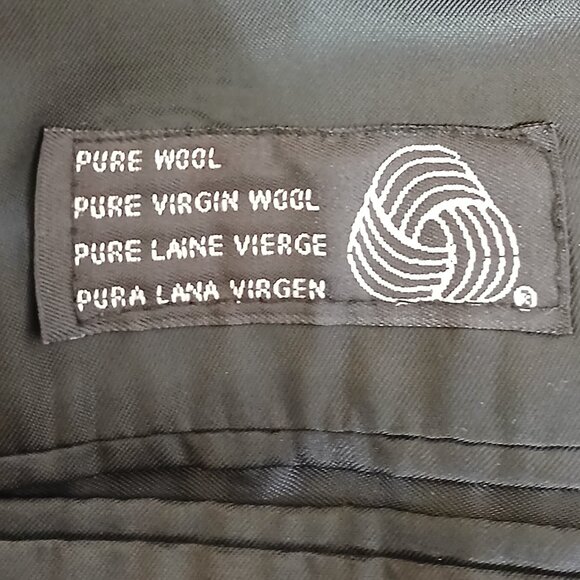 PURE WOOL
PURE VIRGIN WOOL
PURE LAINE VIERGE
PURA LANA VIRGEN
®